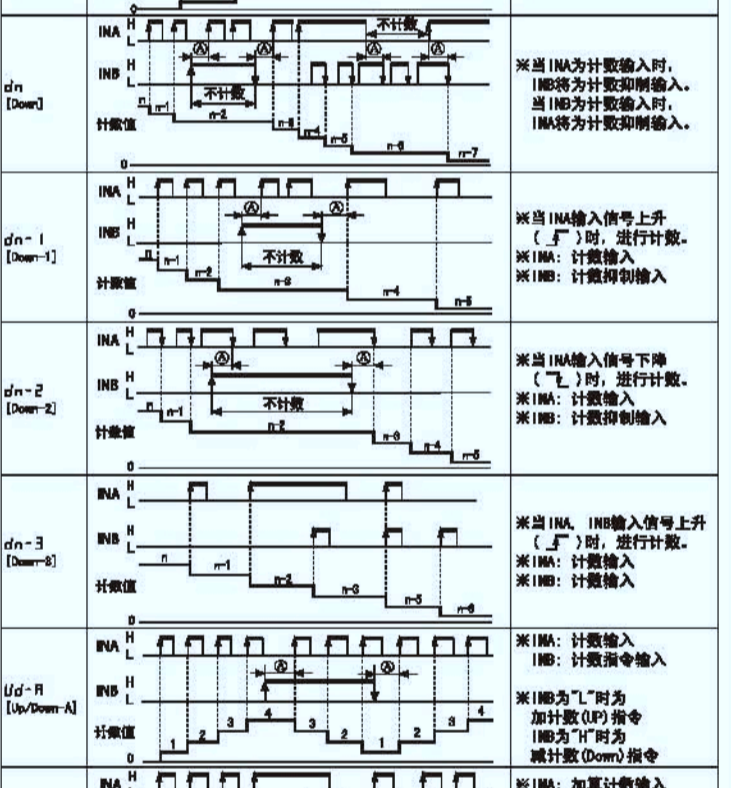 INA H
L
不计数
Ⓐ Ⓐ Ⓐ Ⓐ
INB H
L
不计数
dn
[Down]
计数值
n
n-1
n-2
n-3
n-4
n-5
n-6
n-7
0
※当INA为计数输入时，
INB将为计数抑制输入。
当INB为计数输入时，
INA将为计数抑制输入。
INA H
L
Ⓐ Ⓐ
INB H
L
不计数
dn-1
[Down-1]
计数值
n
n-1
n-2
n-3
n-4
n-5
0
※当INA输入信号上升
( )时，进行计数。
※INA: 计数输入
※INB: 计数抑制输入
INA H
L
Ⓐ Ⓐ
INB H
L
不计数
dn-2
[Down-2]
计数值
n
n-1
n-2
n-3
n-4
n-5
0
※当INA输入信号下降
( )时，进行计数。
※INA: 计数输入
※INB: 计数抑制输入
INA H
L
INB H
L
dn-3
[Down-3]
计数值
n
n-1
n-2
n-3
n-5
n-6
0
※当INA, INB输入信号上升
( )时，进行计数。
※INA: 计数输入
※INB: 计数输入
INA H
L
Ⓐ Ⓐ
INB H
L
Ud-A
[Up/Down-A]
计数值
1
2
3
4
3
2
1
2
3
4
0
※INA: 计数输入
INB: 计数指令输入
※INB为"L"时为
加计数(UP)指令
INB为"H"时为
减计数(Down)指令
INA H
※INA: 加算计数输入